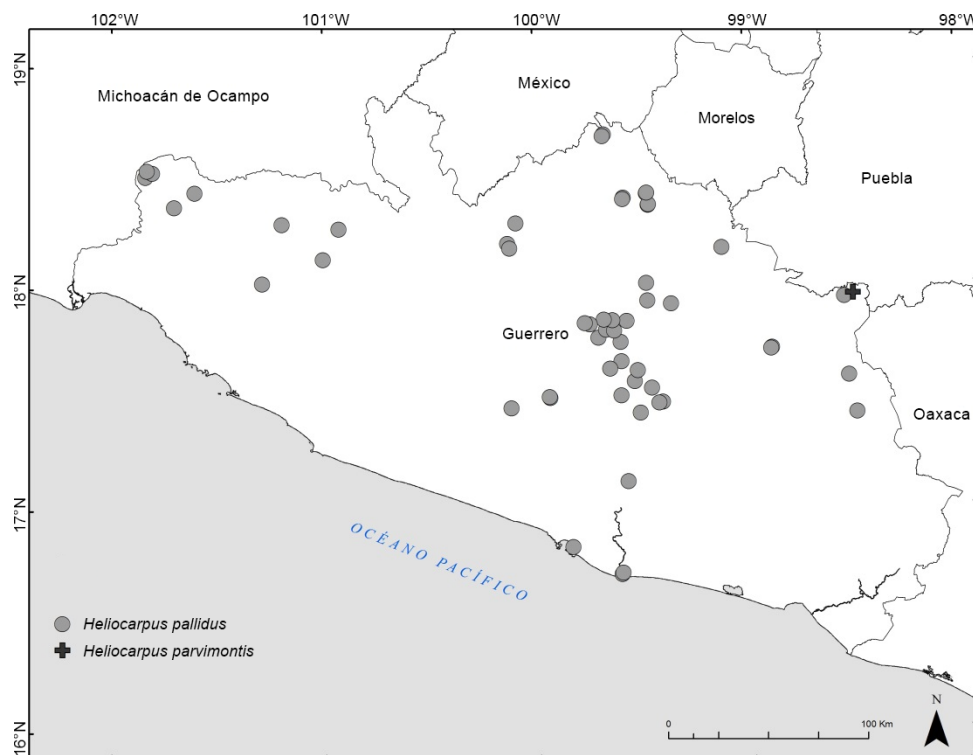 102°W
101°W
100°W
99°W
98°W
19°N
18°N
17°N
16°N
Michoacán de Ocampo
México
Morelos
Puebla
Guerrero
Oaxaca
OCÉANO PACÍFICO
Heliocarpus pallidus
Heliocarpus parvimontis
N
0
100 Km